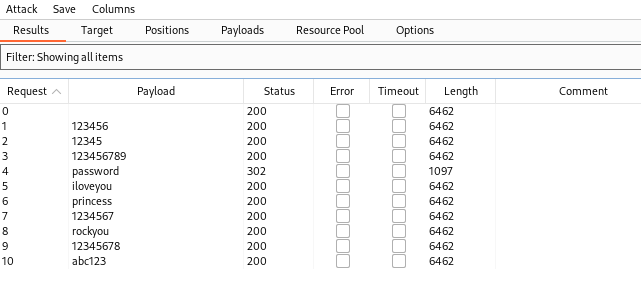 Attack Save Columns
Results Target Positions Payloads Resource Pool Options
Filter: Showing all items
Request Payload Status Error Timeout Length Comment
0 200 6462
1 123456 200 6462
2 12345 200 6462
3 123456789 200 6462
4 password 302 1097
5 iloveyou 200 6462
6 princess 200 6462
7 1234567 200 6462
8 rockyou 200 6462
9 12345678 200 6462
10 abc123 200 6462